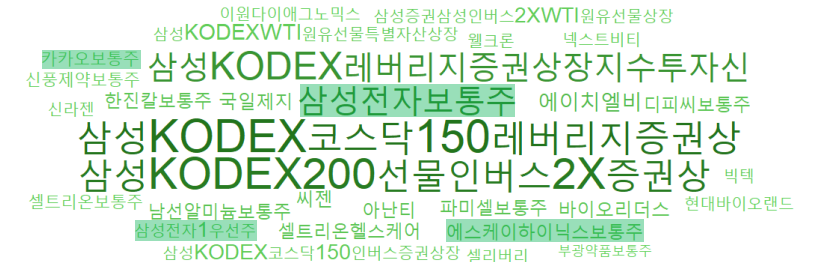 이원다이애그노믹스 삼성증권삼성인버스2XWTI원유선물상장
삼성KODEXWTI원유선물특별자산상장 웰크론 넥스트비티
카카오보통주 삼성KODEX레버리지증권상장지수투자신
신풍제약보통주
신라젠 한진칼보통주 국일제지 삼성전자보통주 에이치엘비 디피씨보통주
삼성KODEX코스닥150레버리지증권상
삼성KODEX200선물인버스2X증권상 빅텍
셀트리온보통주 남선알미늄보통주 씨젠 아난티 파미셀보통주 바이오리더스 현대바이오랜드
삼성전자1우선주 셀트리온헬스케어 에스케이하이닉스보통주
삼성KODEX코스닥150인버스증권상장 셀리버리 부광약품보통주